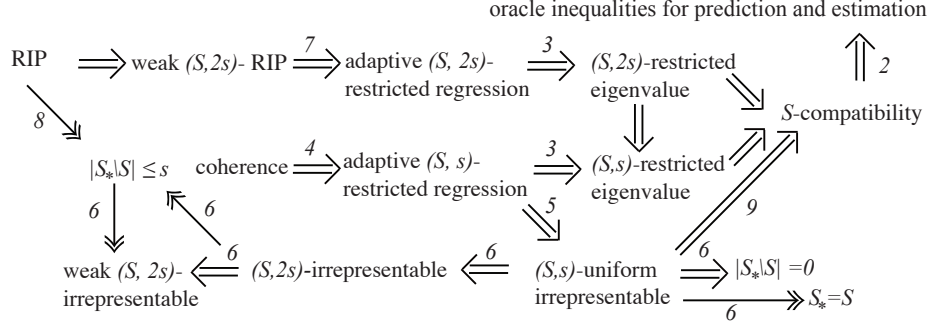 oracle inequalities for prediction and estimation
RIP
weak (S,2s)- RIP
7
adaptive (S, 2s)-
restricted regression
3
(S,2s)-restricted
eigenvalue
2
S-compatibility
8
|S*\S| ≤ s
coherence
4
adaptive (S, s)-
restricted regression
3
(S,s)-restricted
eigenvalue
6
6
5
9
weak (S, 2s)-
irrepresentable
6
(S,2s)-irrepresentable
6
(S,s)-uniform
irrepresentable
6
|S*\S| =0
6
S*=S